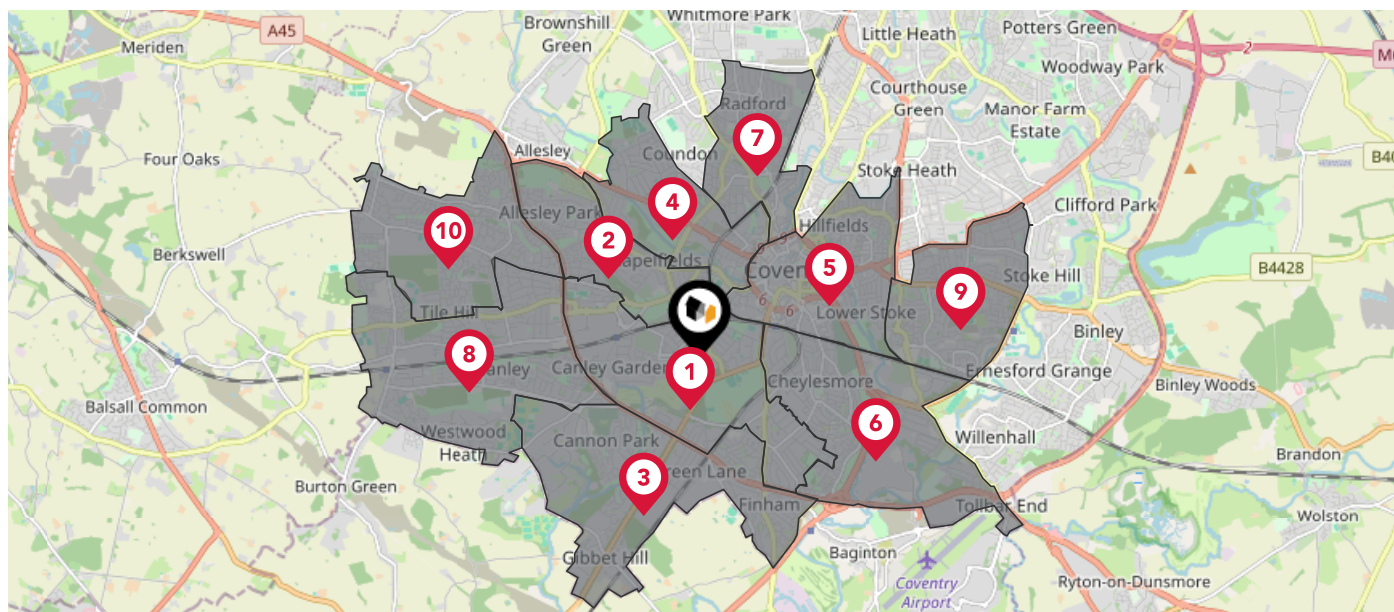 Whitmore Park
Potters Green
Brownshill
Green
A45
Little Heath
2
Meriden
M6
Woodway Park
Courthouse
Green
Radford
Manor Farm
Estate
7
Allesley
Coundon
Four Oaks
B40
Stoke Heath
4
Clifford Park
Allesley Park
Hillfields
10
2
Berkswell
5
B4428
Stoke Hill
9
6
6
Tile Hill
Lower Stoke
Binley
8
Canley Garde
1
Ernesford Grange
Cheylesmore
Binley Woods
Balsall Common
6
Westwood
Heath
Cannon Park
Willenhall
Brandon
3
Burton Green
Finham
Tollbar End
Wolston
Gibbet Hill
Baginton
Coventry
Airport
Ryton-on-Dunsmore